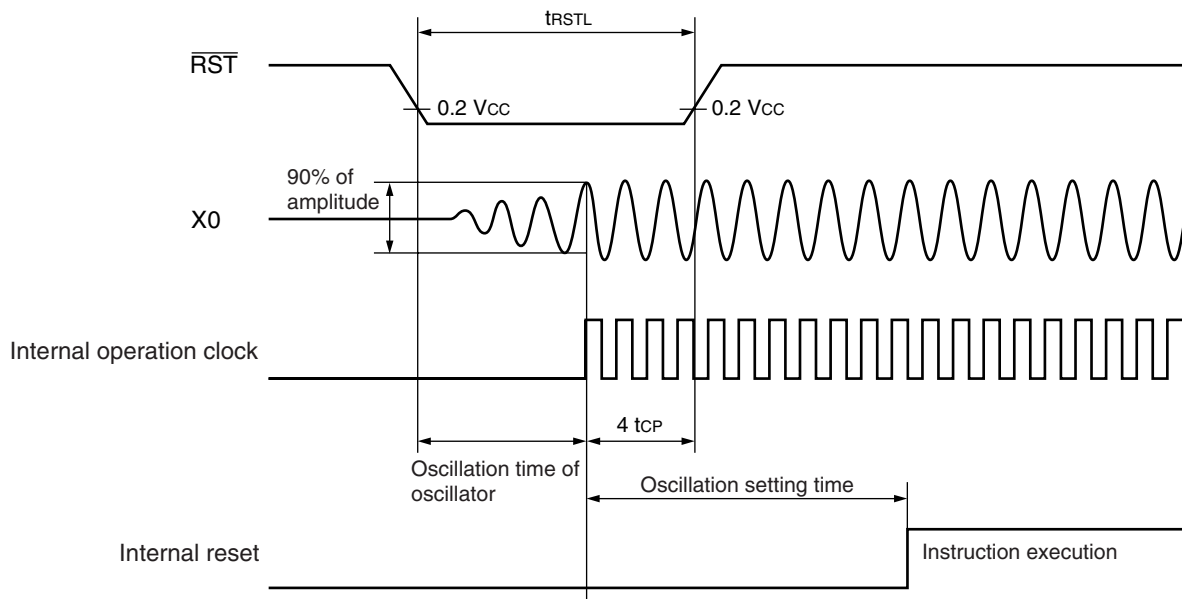 tRSTL
RST
0.2 VCC
0.2 VCC
90% of
amplitude
X0
Internal operation clock
4 tCP
Oscillation time of
oscillator
Oscillation setting time
Internal reset
Instruction execution